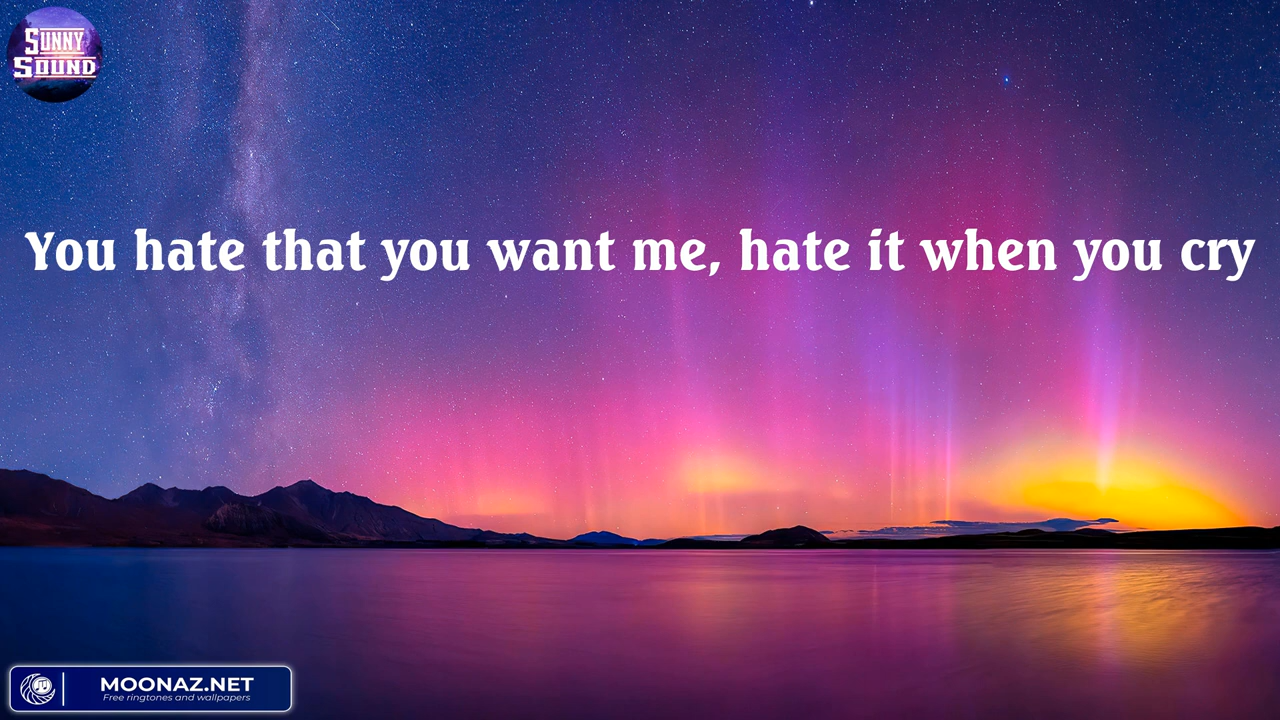 SUNNY
SOUND
You hate that you want me, hate it when you cry
MOONAZ.NET
Free ringtones and wallpapers